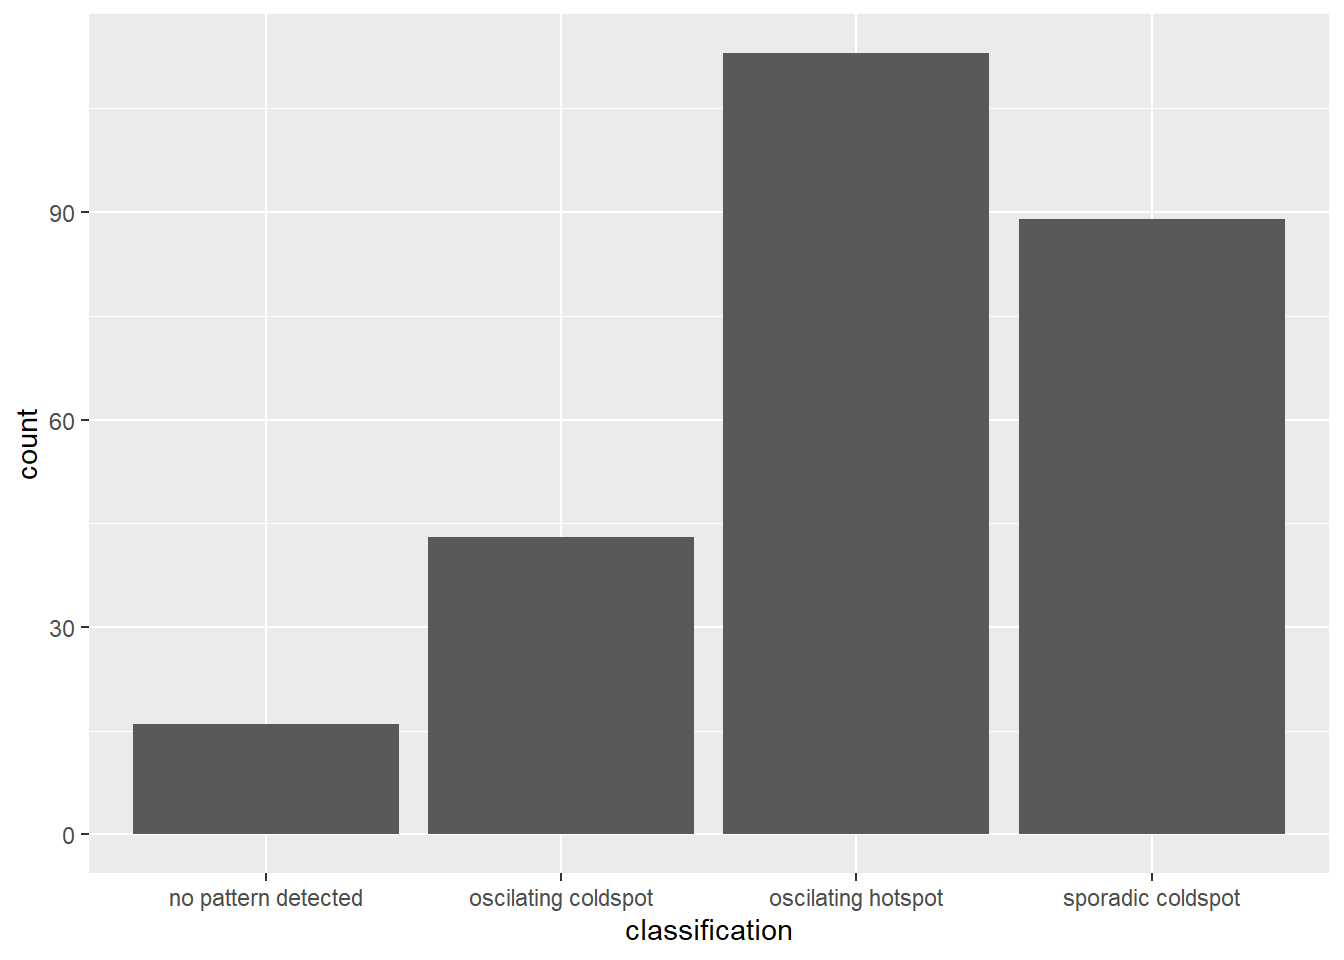 count
90
60
30
0
no pattern detected
oscilating coldspot
oscilating hotspot
sporadic coldspot
classification